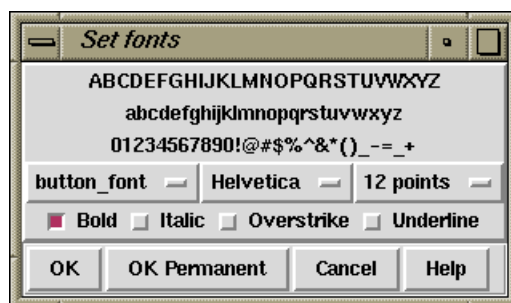 Set fonts
ABCDEFGHIJKLMNOPQRSTUVWXYZ
abcdefghijklmnopqrstuvwxyz
01234567890!@#$%^&*()_-=_+
button_font Helvetica 12 points
Bold Italic Overstrike Underline
OK OK Permanent Cancel Help